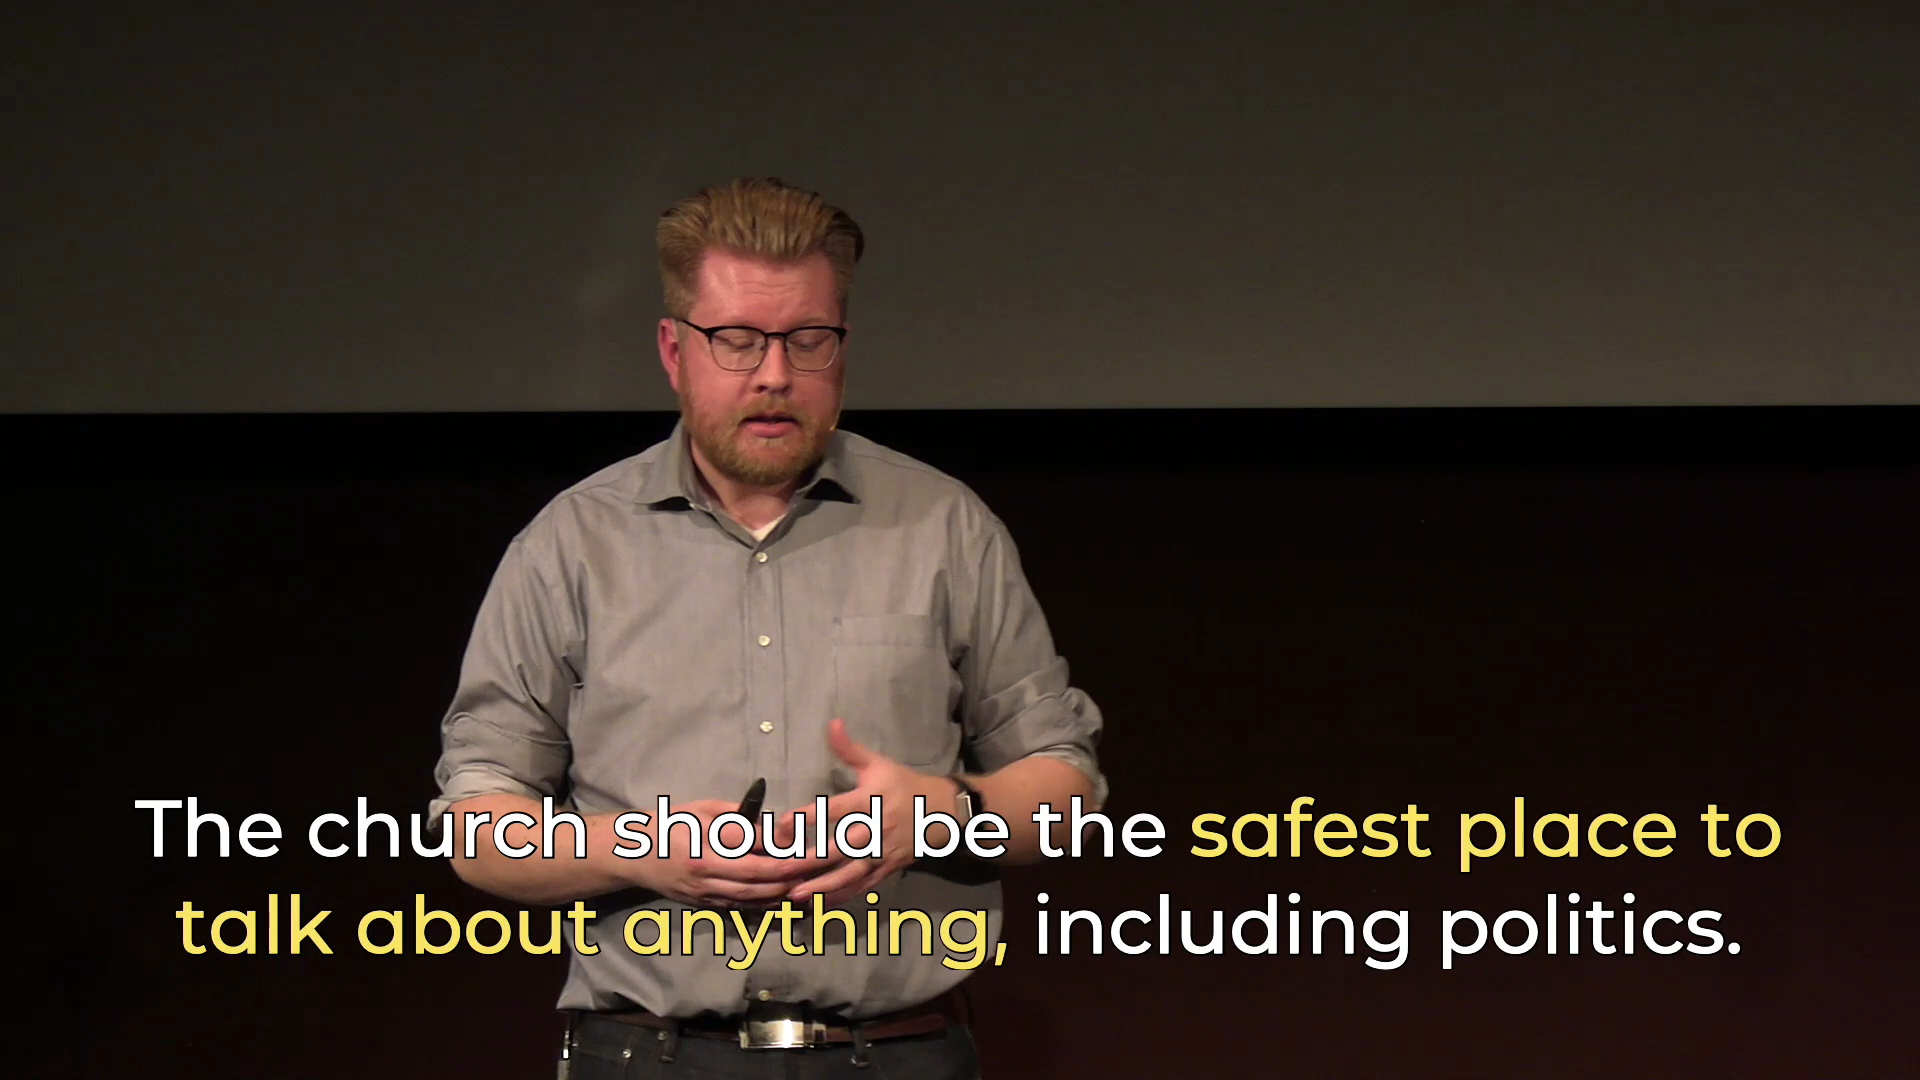 The church should be the safest place to
talk about anything, including politics.